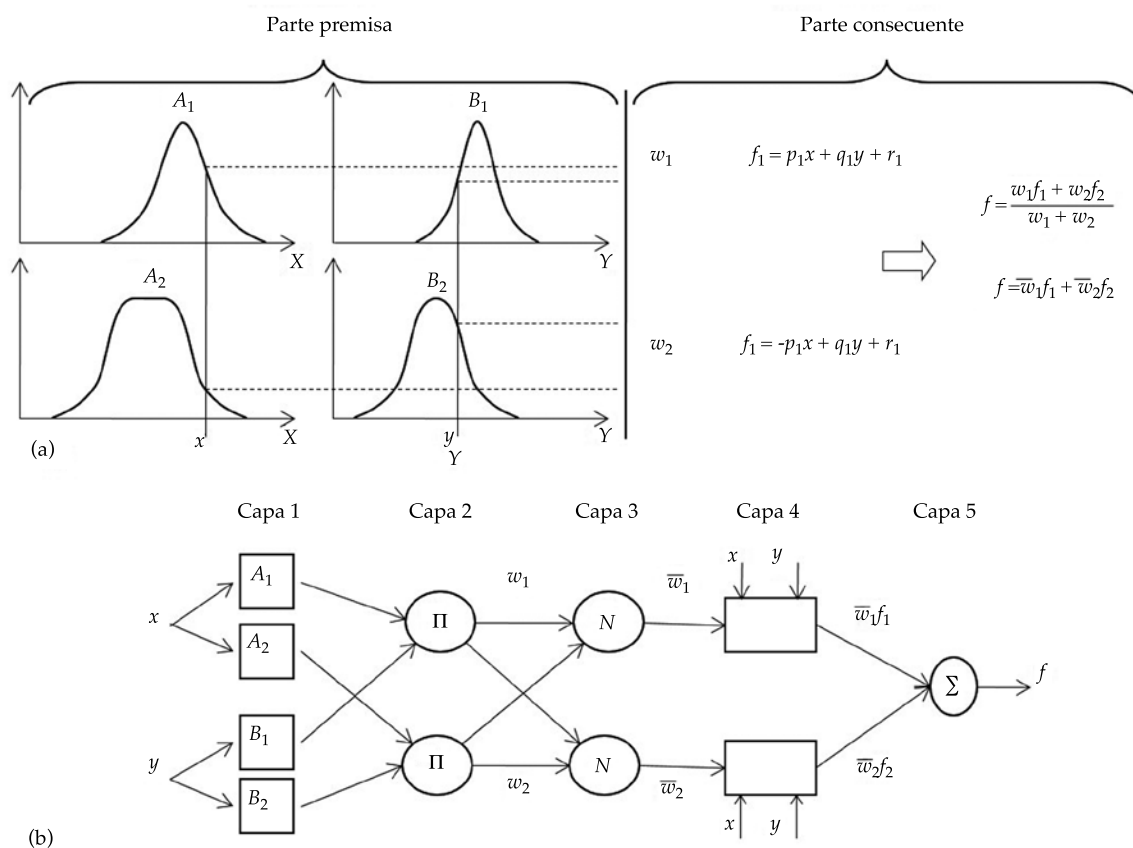 Parte premisa
Parte consecuente
A1
B1
w1
f1 = p1x + q1y + r1
f = w1f1 + w2f2
w1 + w2
X
Y
A2
B2
f = w̅1f1 + w̅2f2
w2
f1 = -p1x + q1y + r1
x
X
y
Y
Y
(a)
Capa 1
Capa 2
Capa 3
Capa 4
Capa 5
x
y
A1
w1
w̅1
x
Π
N
w̅1f1
A2
Σ
f
B1
y
Π
N
w̅2f2
B2
w2
w̅2
x
y
(b)